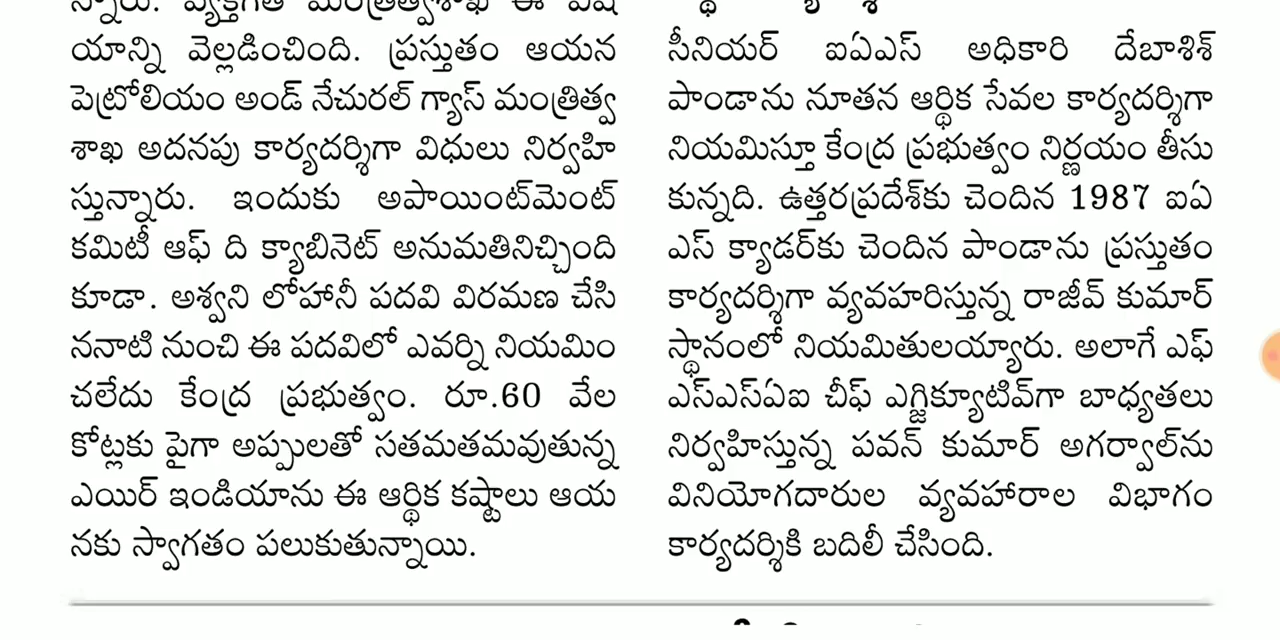 న్నారు. వ్యక్తిగత మంత్రిత్వశాఖ ఈ విష
యాన్ని వెల్లడించింది. ప్రస్తుతం ఆయన
పెట్రోలియం అండ్ నేచురల్ గ్యాస్ మంత్రిత్వ
శాఖ అదనపు కార్యదర్శిగా విధులు నిర్వహి
స్తున్నారు. ఇందుకు అపాయింట్‌మెంట్
కమిటీ ఆఫ్ ది క్యాబినెట్ అనుమతినిచ్చింది
కూడా. అశ్వని లోహానీ పదవి విరమణ చేసి
ననాటి నుంచి ఈ పదవిలో ఎవర్ని నియమిం
చలేదు కేంద్ర ప్రభుత్వం. రూ.60 వేల
కోట్లకు పైగా అప్పులతో సతమతమవుతున్న
ఎయిర్ ఇండియాను ఈ ఆర్థిక కష్టాలు ఆయ
నకు స్వాగతం పలుకుతున్నాయి.
సీనియర్ ఐఏఎస్ అధికారి దేబాశిశ్
పాండాను నూతన ఆర్థిక సేవల కార్యదర్శిగా
నియమిస్తూ కేంద్ర ప్రభుత్వం నిర్ణయం తీసు
కున్నది. ఉత్తరప్రదేశ్‌కు చెందిన 1987 ఐఏ
ఎస్ క్యాడర్‌కు చెందిన పాండాను ప్రస్తుతం
కార్యదర్శిగా వ్యవహరిస్తున్న రాజీవ్ కుమార్
స్థానంలో నియమితులయ్యారు. అలాగే ఎఫ్
ఎస్ఎస్ఏఐ చీఫ్ ఎగ్జిక్యూటివ్‌గా బాధ్యతలు
నిర్వహిస్తున్న పవన్ కుమార్ అగర్వాల్‌ను
వినియోగదారుల వ్యవహారాల విభాగం
కార్యదర్శికి బదిలీ చేసింది.